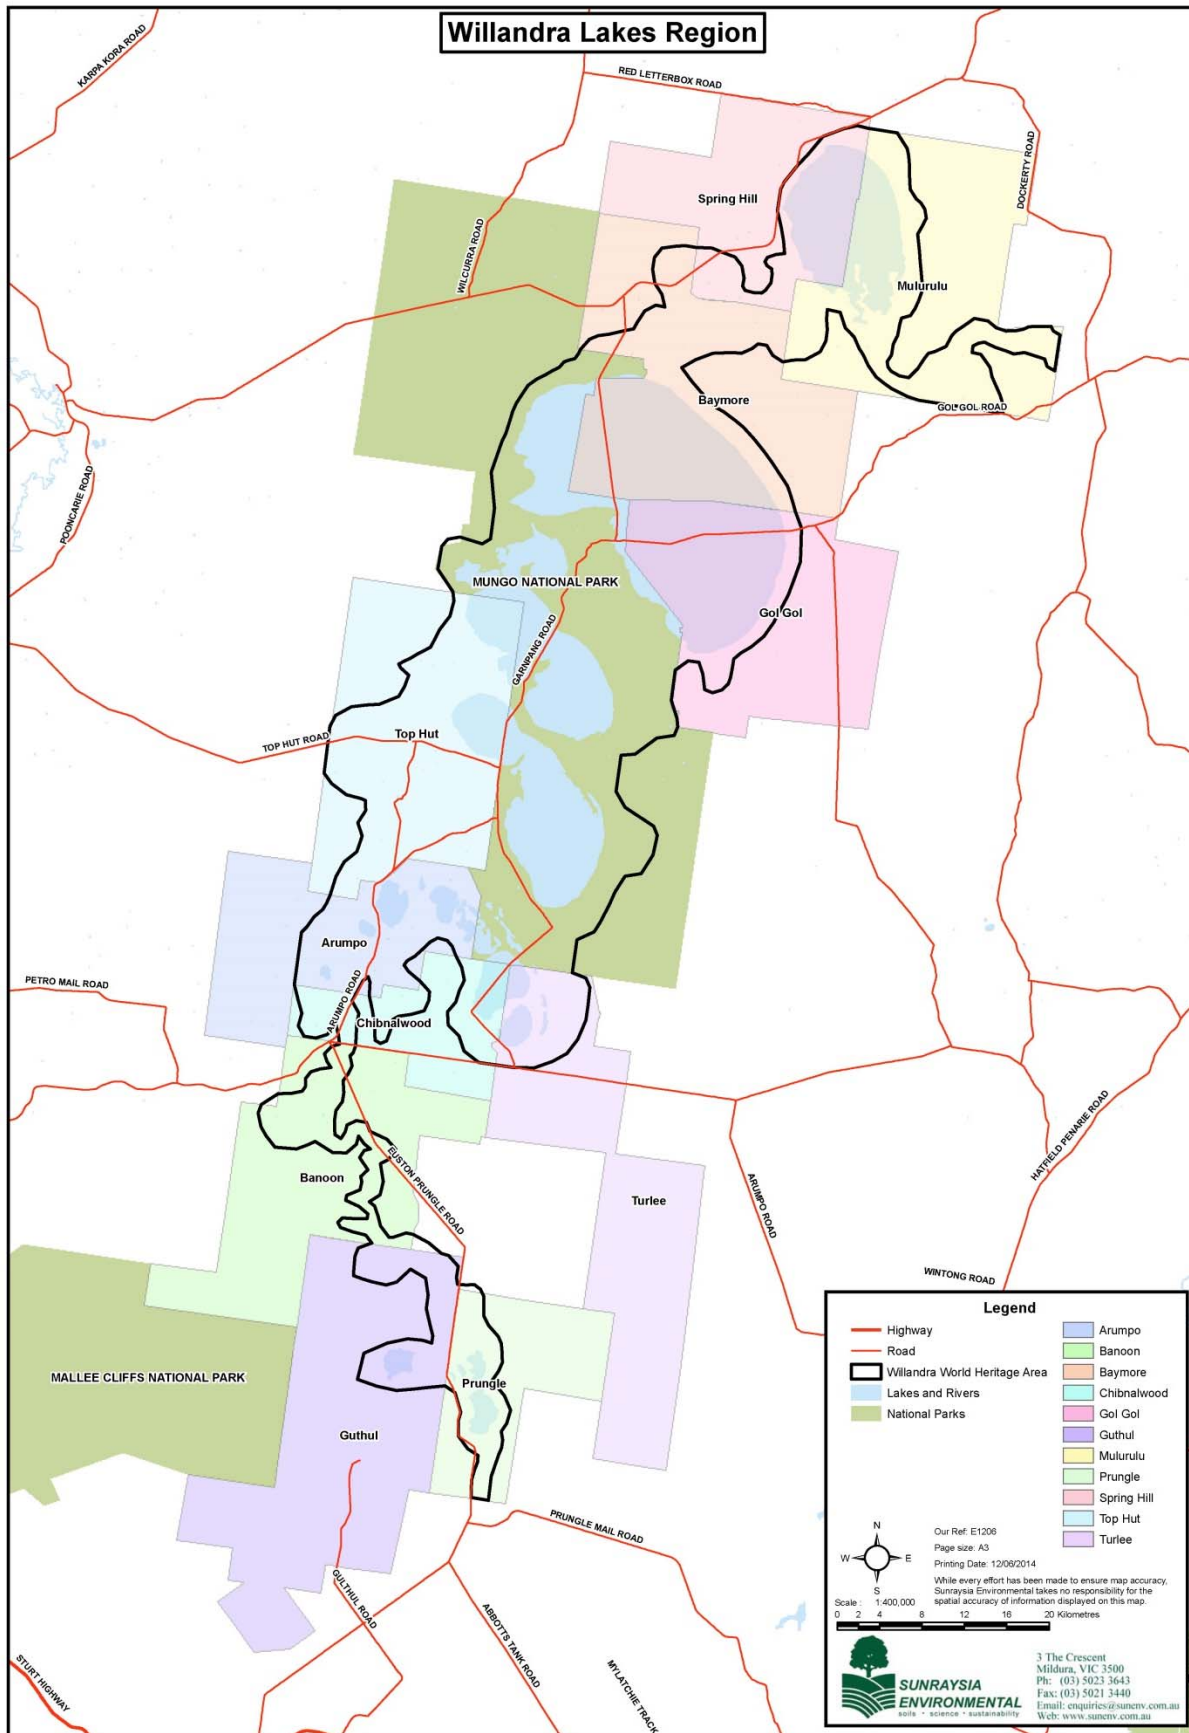 Willandra Lakes Region
KARPA KORA ROAD
RED LETTERBOX ROAD
DOCKERTY ROAD
Spring Hill
WILCURRA ROAD
Mulurulu
Baymore
GOL GOL ROAD
POONCARIE ROAD
MUNGO NATIONAL PARK
Gol Gol
GARNPANG ROAD
TOP HUT ROAD
Top Hut
Arumpo
PETRO MAIL ROAD
ARUMPO ROAD
Chibnalwood
HATFIELD PENARIE ROAD
EUSTON PRUNGLE ROAD
Banoon
Turlee
ARUMPO ROAD
WINTONG ROAD
MALLEE CLIFFS NATIONAL PARK
Prungle
Guthul
PRUNGLE MAIL ROAD
GULTHUL ROAD
ABBOTTS TANK ROAD
MYLATCHIE TRACK
STURT HIGHWAY
Legend
Highway
Road
Willandra World Heritage Area
Lakes and Rivers
National Parks
Arumpo
Banoon
Baymore
Chibnalwood
Gol Gol
Guthul
Mulurulu
Prungle
Spring Hill
Top Hut
Turlee
N
W
E
S
Our Ref: E1206
Page size: A3
Printing Date: 12/06/2014
While every effort has been made to ensure map accuracy,
Sunraysia Environmental takes no responsibility for the
spatial accuracy of information displayed on this map.
Scale : 1:400,000
0 2 4 8 12 16 20 Kilometres
SUNRAYSIA
ENVIRONMENTAL
soils • science • sustainability
3 The Crescent
Mildura, VIC 3500
Ph: (03) 5023 3643
Fax: (03) 5021 3440
Email: enquiries@sunenv.com.au
Web: www.sunenv.com.au